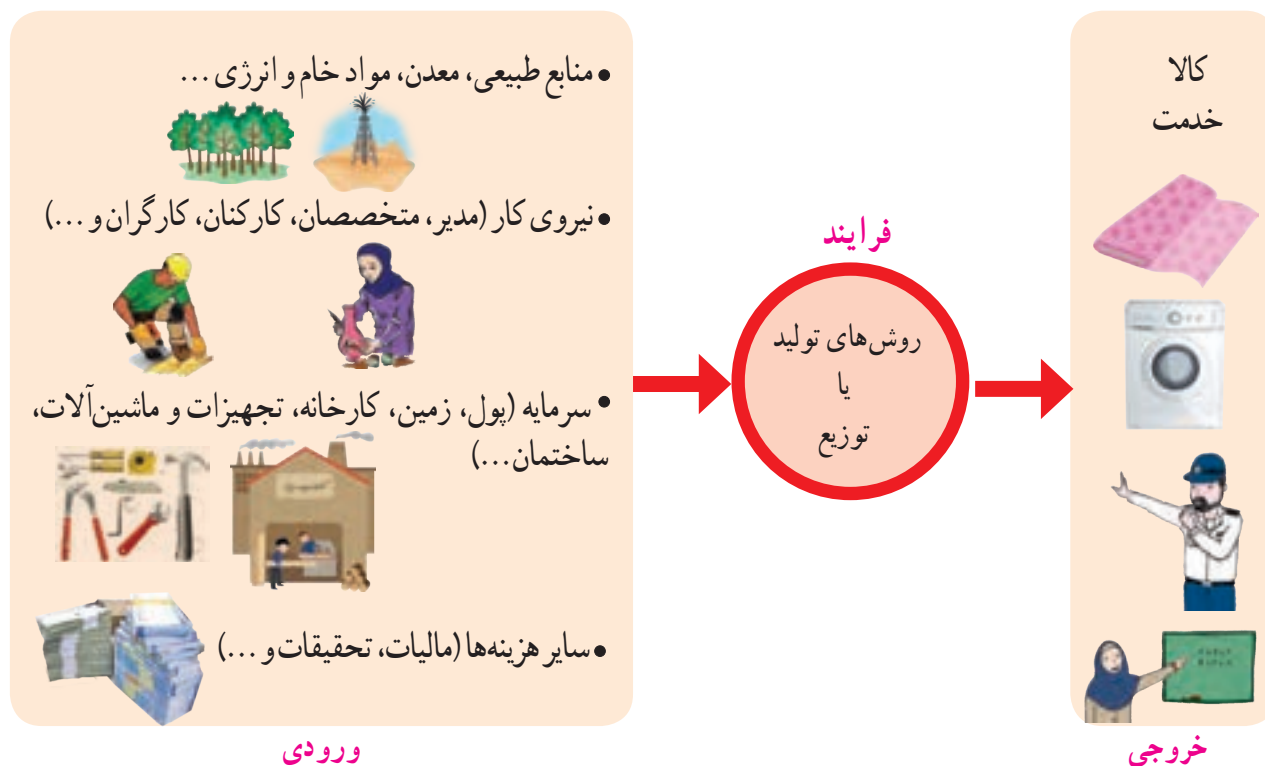 • منابع طبیعی، معدن، مواد خام و انرژی ...
• نیروی کار (مدیر، متخصصان، کارکنان، کارگران و ...)
• سرمایه (پول، زمین، کارخانه، تجهیزات و ماشین‌آلات،
ساختمان...)
• سایر هزینه‌ها (مالیات، تحقیقات و ...)
ورودی
فرایند
روش‌های تولید
یا
توزیع
کالا
خدمت
خروجی